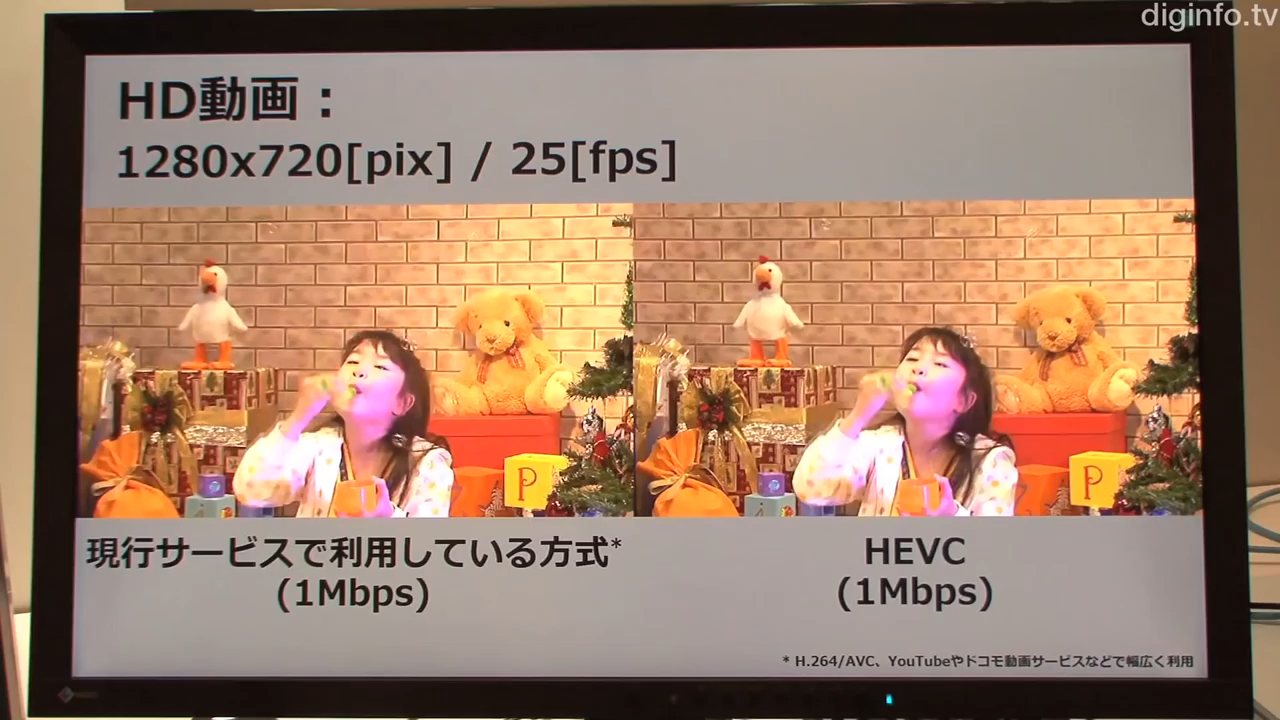 diginfo.tv
HD動画：
1280x720[pix] / 25[fps]
P
P
現行サービスで利用している方式*
(1Mbps)
HEVC
(1Mbps)
* H.264/AVC、YouTubeやドコモ動画サービスなどで幅広く利用